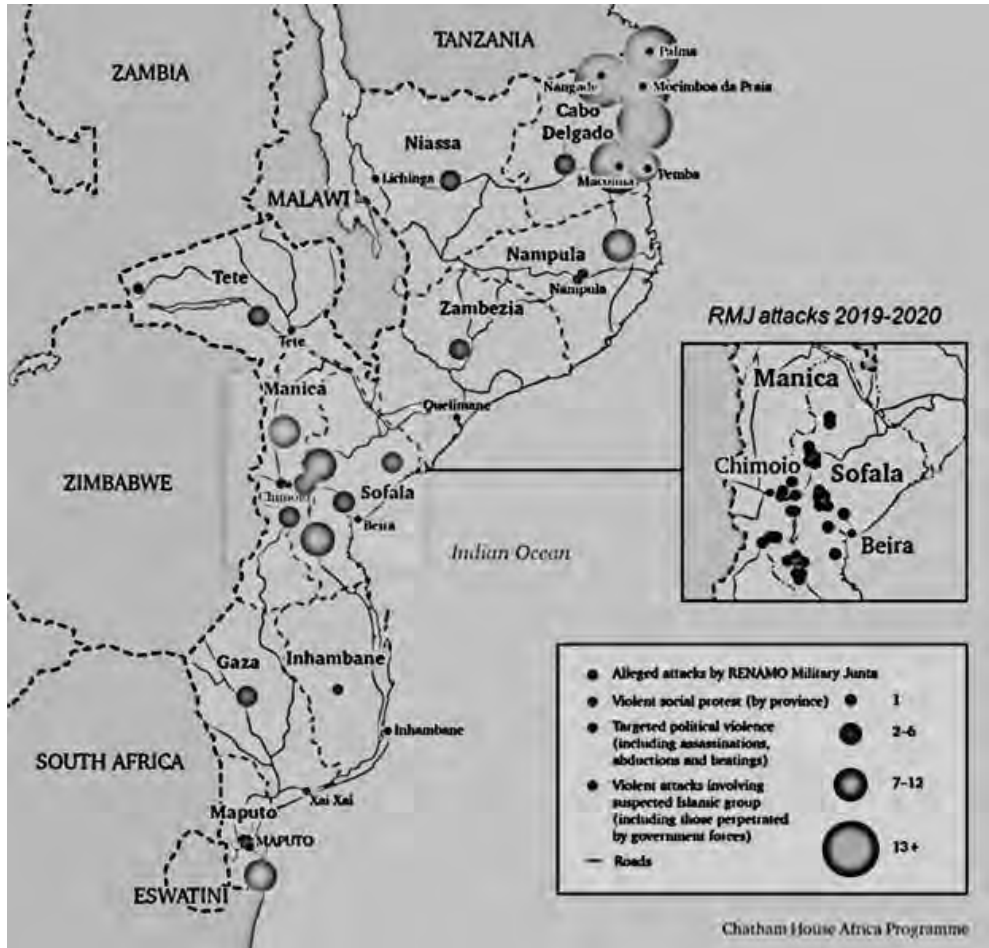 TANZANIA
ZAMBIA
Palma
Nangade
Mocimboa da Praia
Cabo
Delgado
Niassa
Lichinga
Macomia
Pemba
MALAWI
Nampula
Tete
Nampula
Zambezia
Tete
RMJ attacks 2019-2020
Manica
Manica
Quelimane
Chimoio
Sofala
ZIMBABWE
Chimoio
Sofala
Beira
Beira
Indian Ocean
Gaza
Inhambane
Inhambane
SOUTH AFRICA
Xai Xai
Maputo
MAPUTO
ESWATINI
Alleged attacks by RENAMO Military Junta
Violent social protest (by province)
Targeted political violence
(including assassinations,
abductions and beatings)
Violent attacks involving
suspected Islamic group
(including those perpetrated
by government forces)
Roads
1
2-6
7-12
13+
Chatham House Africa Programme